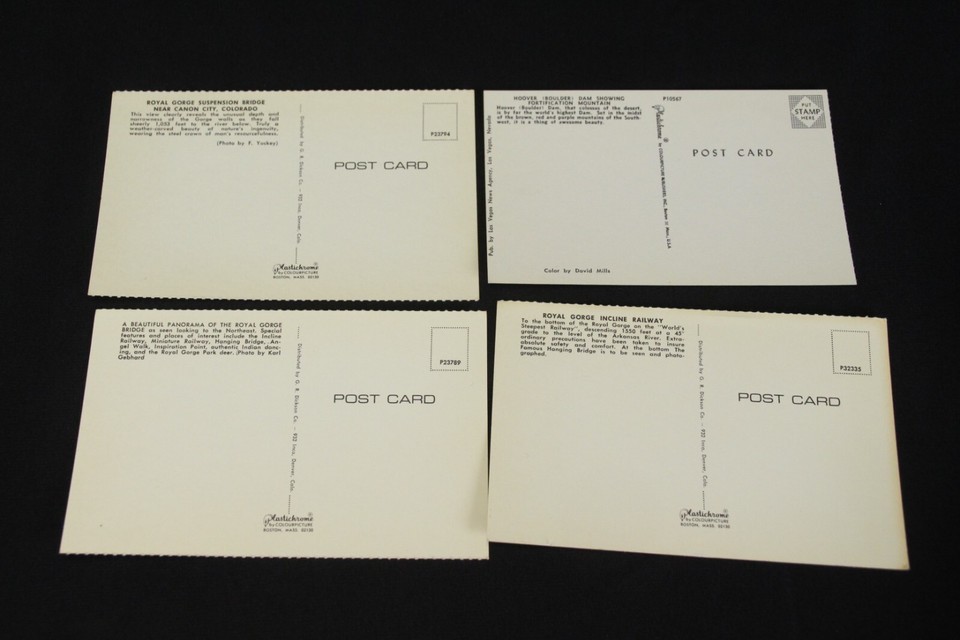 ROYAL GORGE SUSPENSION BRIDGE
NEAR CANON CITY, COLORADO
This view clearly reveals the unusual depth and
narrowness of the Gorge walls as they fall
sheerly 1,053 feet to the river below. Truly a
weather-carved beauty of nature's ingenuity,
wearing the steel crown of man's resourcefulness.
(Photo by F. Yoskey)
Distributed by G. R. Dickson Co. - 932 Inca, Denver, Colo.
P23794
POST CARD
Plastichrome®
by COLOURPICTURE
BOSTON, MASS. 02130
Pub. by Las Vegas News Agency, Las Vegas, Nevada
HOOVER (BOULDER) DAM SHOWING
FORTIFICATION MOUNTAIN
Hoover (Boulder) Dam, that colossus of the desert,
is by far the world's highest Dam. Set in the midst
of the brown, red and purple mountains of the South-
west, it is a thing of awesome beauty.
P10567
Plastichrome® by COLOURPICTURE PUBLISHERS, INC., Boston 15 Mass., U.S.A.
PUT
STAMP
HERE
POST CARD
Color by David Mills
A BEAUTIFUL PANORAMA OF THE ROYAL GORGE
BRIDGE as seen looking to the Northeast. Special
features and places of interest include the Incline
Railway, Miniature Railway, Hanging Bridge, An-
gel Walk, Inspiration Point, authentic Indian danc-
ing, and the Royal Gorge Park deer. (Photo by Karl
Gebhard
Distributed by G. R. Dickson Co. - 932 Inca, Denver, Colo.
P23789
POST CARD
Plastichrome®
by COLOURPICTURE
BOSTON, MASS. 02130
ROYAL GORGE INCLINE RAILWAY
To the bottom of the Royal Gorge on the "World's
Steepest Railway", descending 1550 feet at a 45°
grade to the level of the Arkansas River. Extra-
ordinary precautions have been taken to insure
absolute safety and comfort. At the bottom The
Famous Hanging Bridge is to be seen and photo-
graphed.
Distributed by G. R. Dickson Co. - 932 Inca, Denver, Colo.
P32335
POST CARD
Plastichrome®
by COLOURPICTURE
BOSTON, MASS. 02130